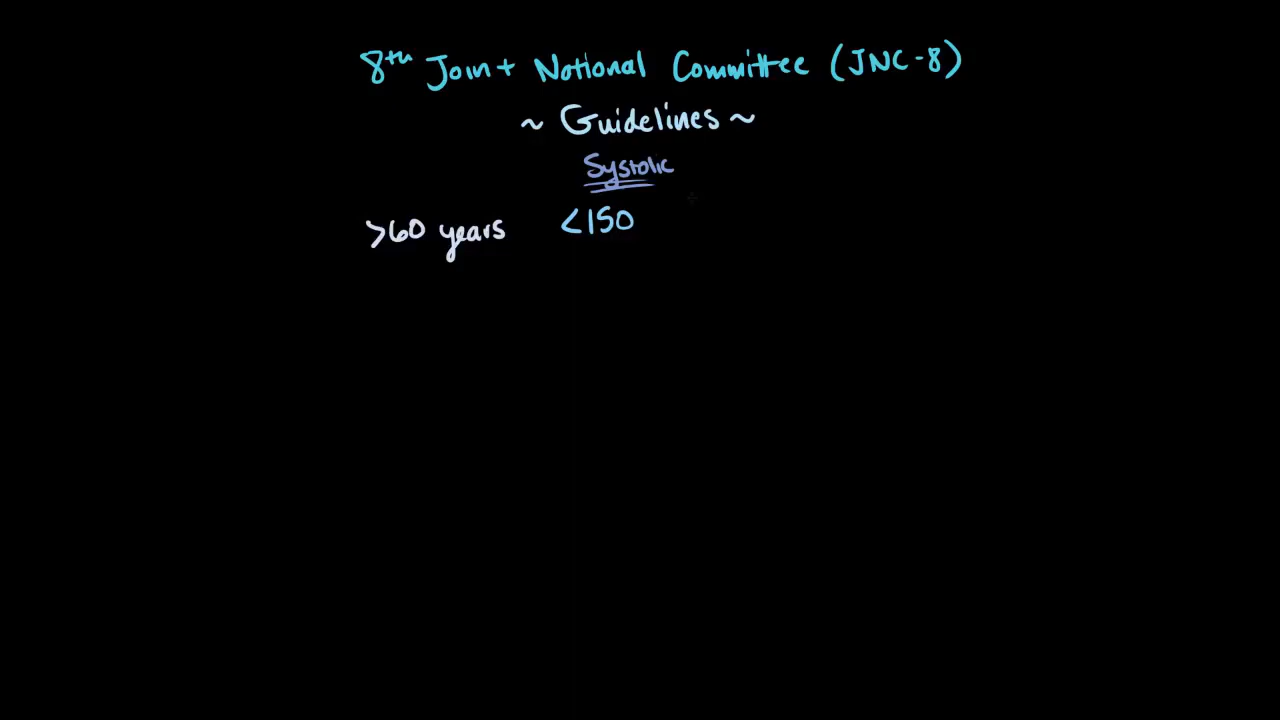 8th Joint National Committee (JNC-8)
~ Guidelines ~
Systolic
>60 years <150